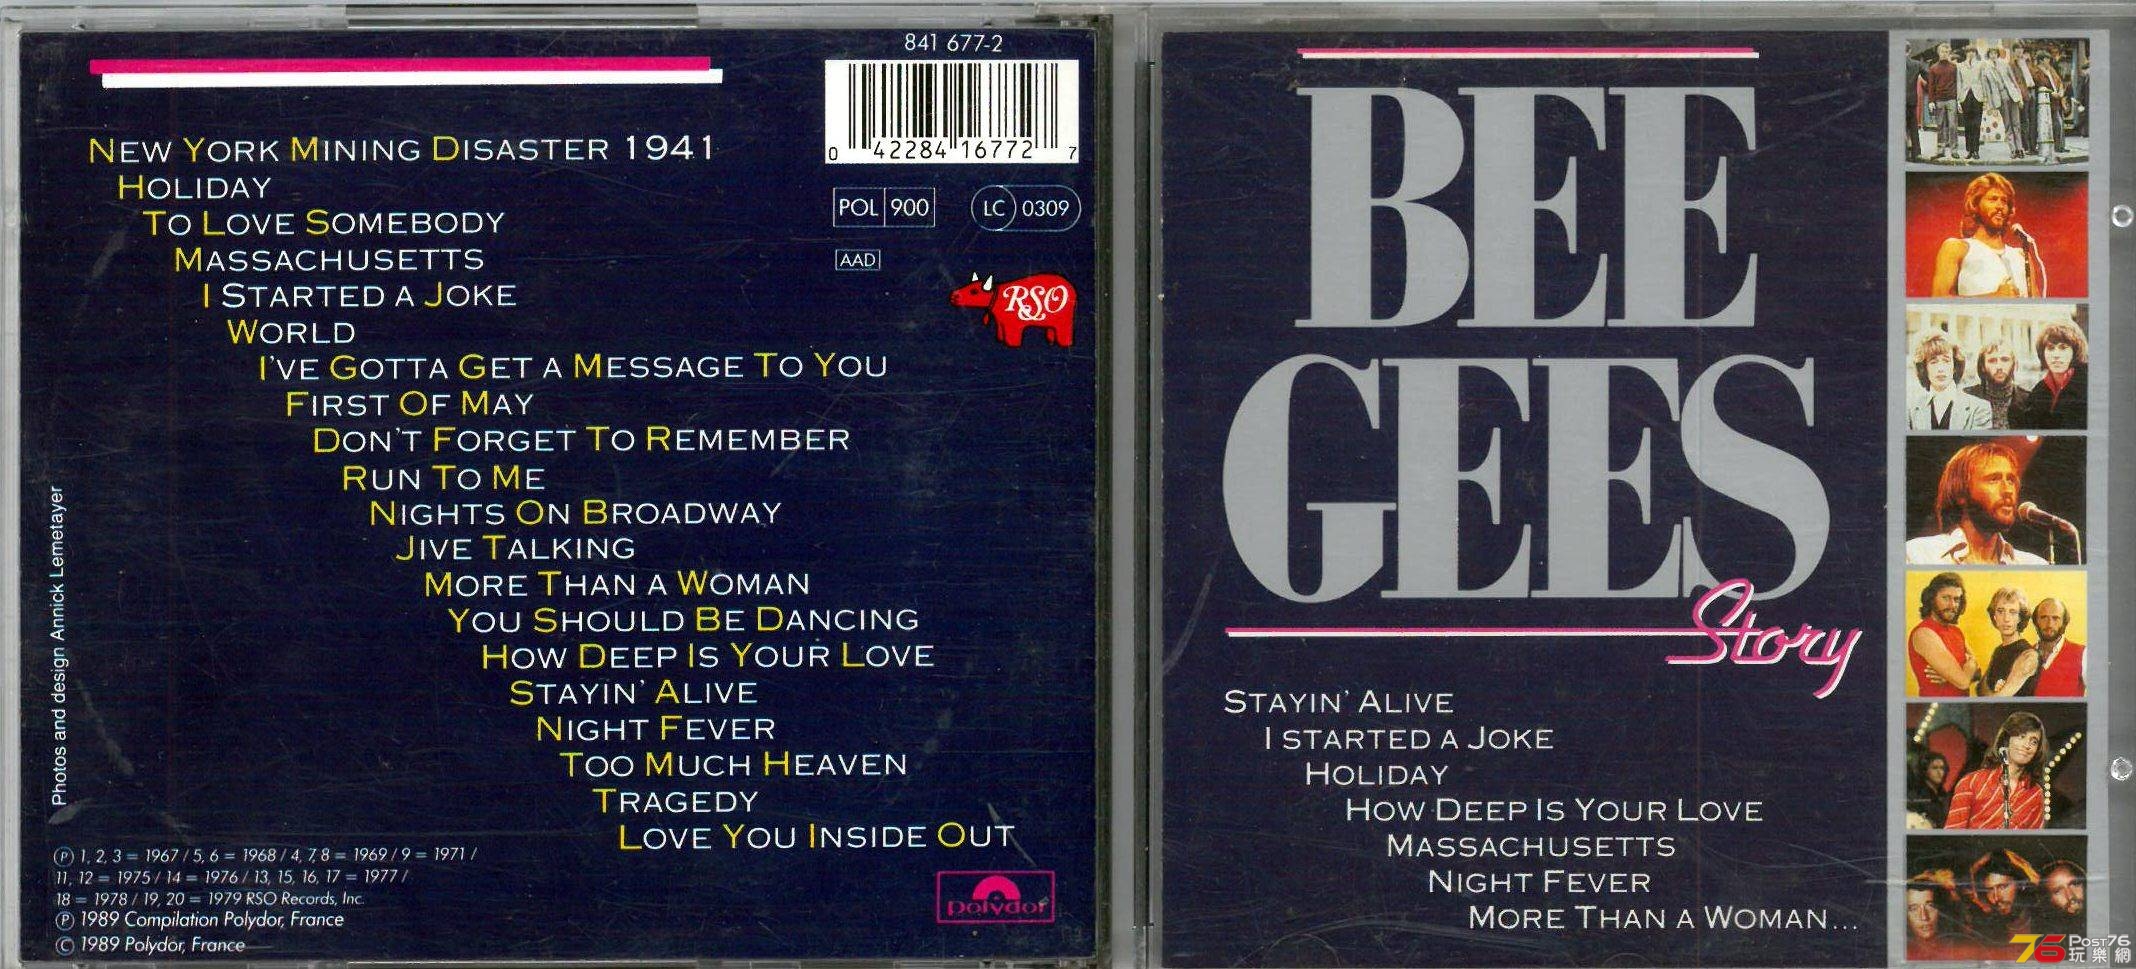 841 677-2
0 42284 16772 7
NEW YORK MINING DISASTER 1941
HOLIDAY
TO LOVE SOMEBODY
MASSACHUSETTS
I STARTED A JOKE
WORLD
I'VE GOTTA GET A MESSAGE TO YOU
FIRST OF MAY
DON'T FORGET TO REMEMBER
RUN TO ME
NIGHTS ON BROADWAY
JIVE TALKING
MORE THAN A WOMAN
YOU SHOULD BE DANCING
HOW DEEP IS YOUR LOVE
STAYIN' ALIVE
NIGHT FEVER
TOO MUCH HEAVEN
TRAGEDY
LOVE YOU INSIDE OUT
POL 900
LC 0309
AAD
RSO
Photos and design Annick Lemetayer
Ⓟ 1, 2, 3 = 1967 / 5, 6 = 1968 / 4, 7, 8 = 1969 / 9 = 1971 /
11, 12 = 1975 / 14 = 1976 / 13, 15, 16, 17 = 1977 /
18 = 1978 / 19, 20 = 1979 RSO Records, Inc.
Ⓟ 1989 Compilation Polydor, France
© 1989 Polydor, France
polydor
BEE
GEES
Story
STAYIN' ALIVE
I STARTED A JOKE
HOLIDAY
HOW DEEP IS YOUR LOVE
MASSACHUSETTS
NIGHT FEVER
MORE THAN A WOMAN...
76 POST76
玩樂網